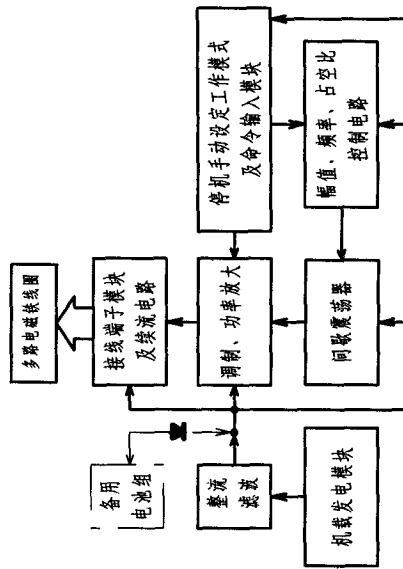 多路电磁铁线圈
接线端子模块
及续流电路
备用
电池组
整流
滤波
调制、功率放大
停机手动设定工作模式
及命令输入模块
幅值、频率、占空比
控制电路
间歇震荡器
机载发电模块